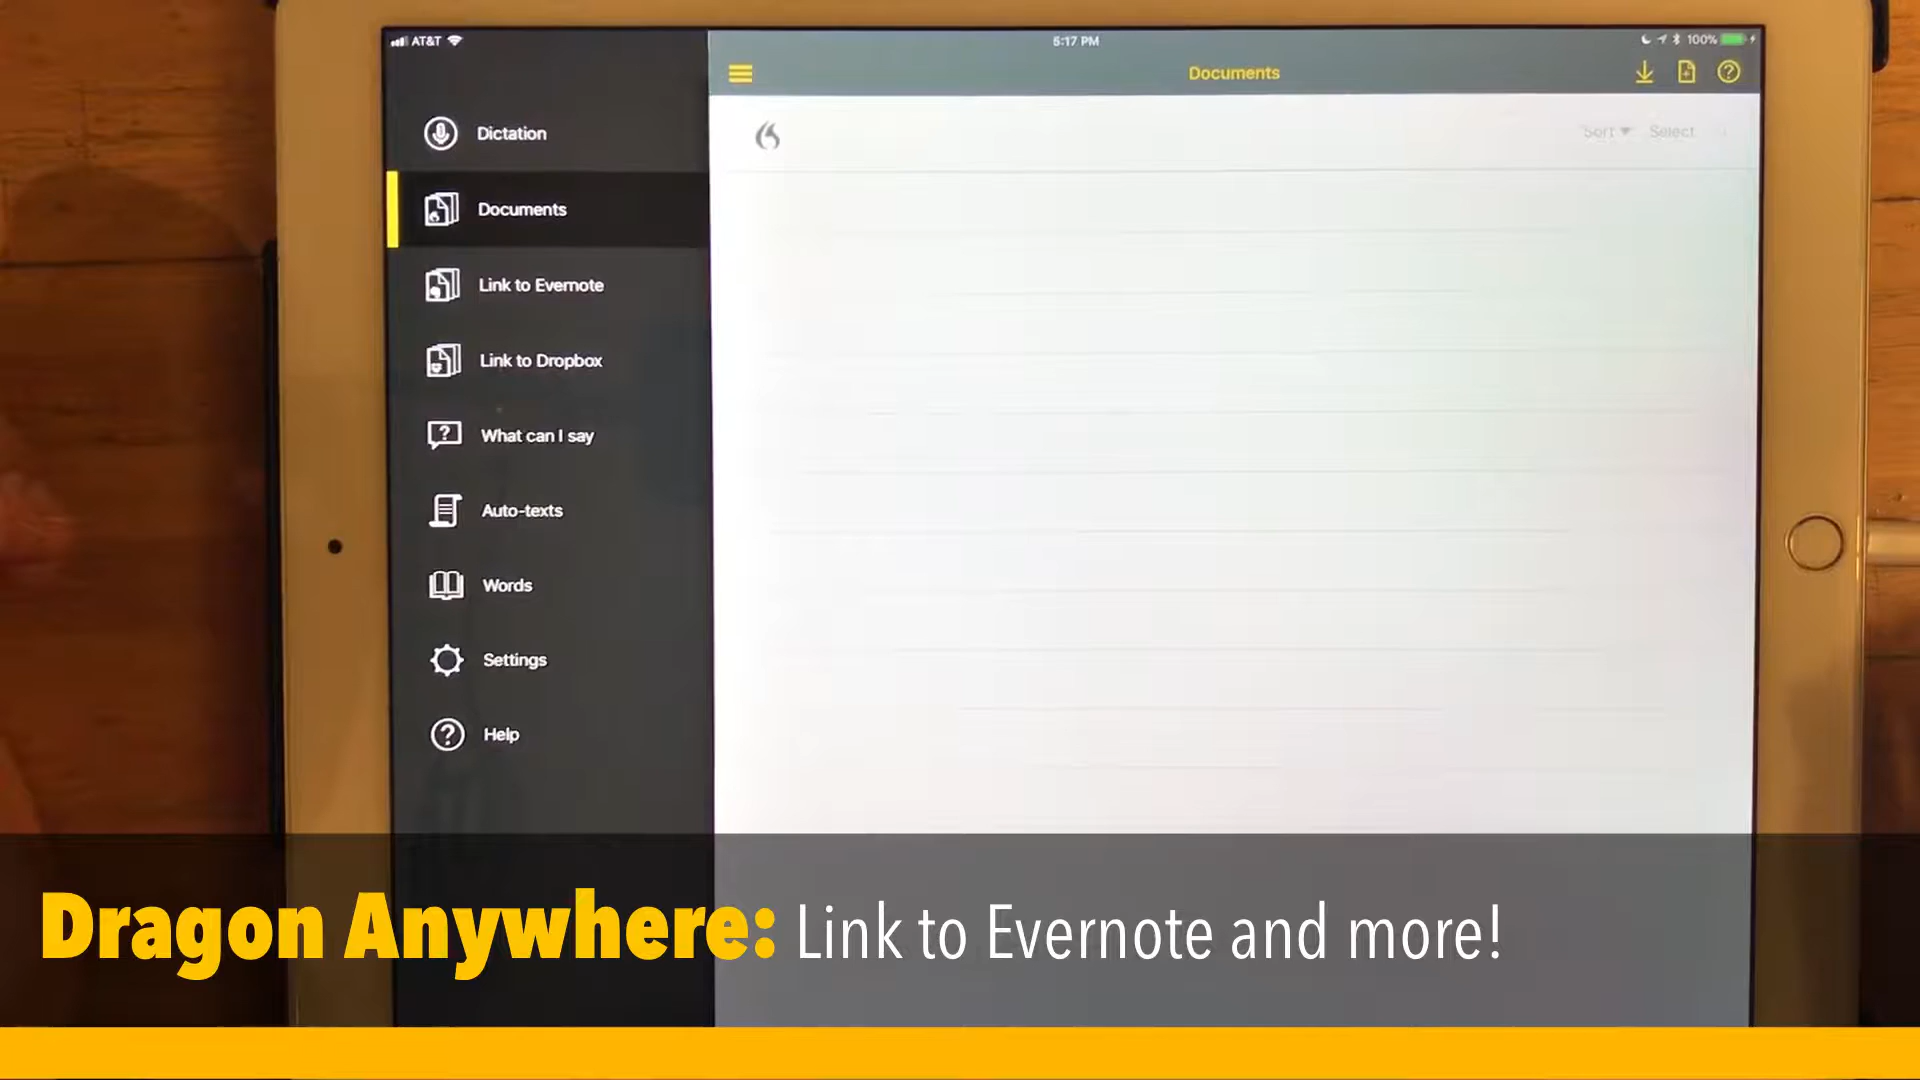 AT&T
5:17 PM
100%
Documents
Sort Select
Dictation
Documents
Link to Evernote
Link to Dropbox
What can I say
Auto-texts
Words
Settings
Help
Dragon Anywhere: Link to Evernote and more!